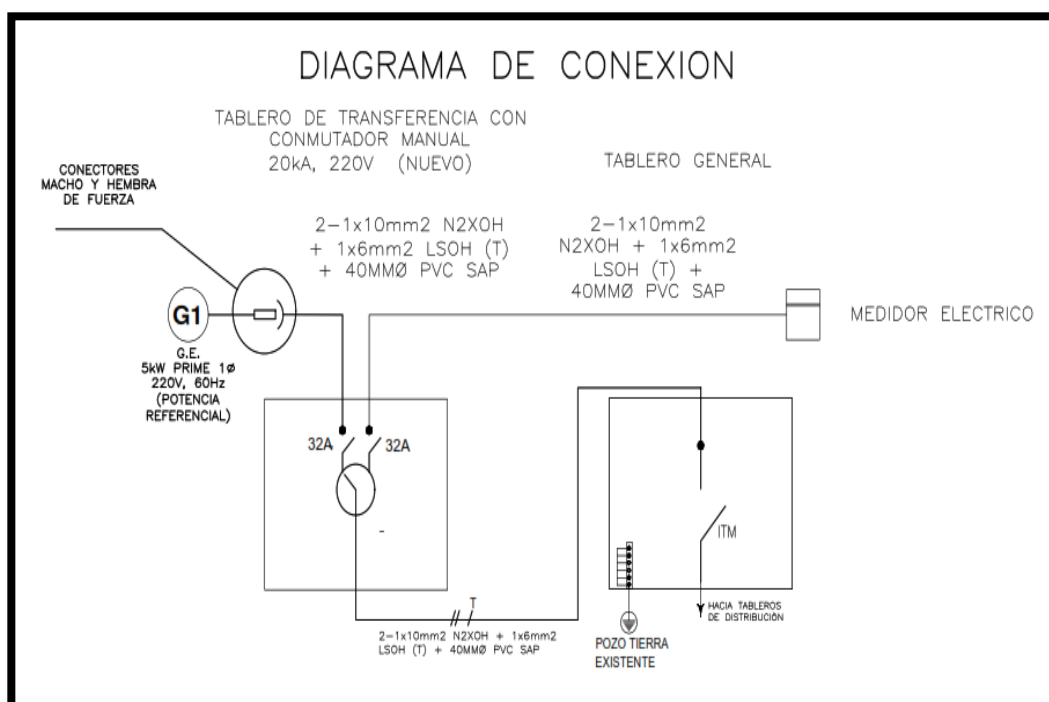 DIAGRAMA DE CONEXION
TABLERO DE TRANSFERENCIA CON
CONMUTADOR MANUAL
20kA, 220V (NUEVO)
TABLERO GENERAL
CONECTORES
MACHO Y HEMBRA
DE FUERZA
2-1x10mm2 N2XOH
+ 1x6mm2 LSOH (T)
+ 40MMØ PVC SAP
2-1x10mm2
N2XOH + 1x6mm2
LSOH (T) +
40MMØ PVC SAP
G1
MEDIDOR ELECTRICO
G.E.
5kW PRIME 1ø
220V, 60Hz
(POTENCIA
REFERENCIAL)
32A
32A
ITM
T
2-1x10mm2 N2XOH + 1x6mm2
LSOH (T) + 40MMØ PVC SAP
HACIA TABLEROS
DE DISTRIBUCIÓN
POZO TIERRA
EXISTENTE